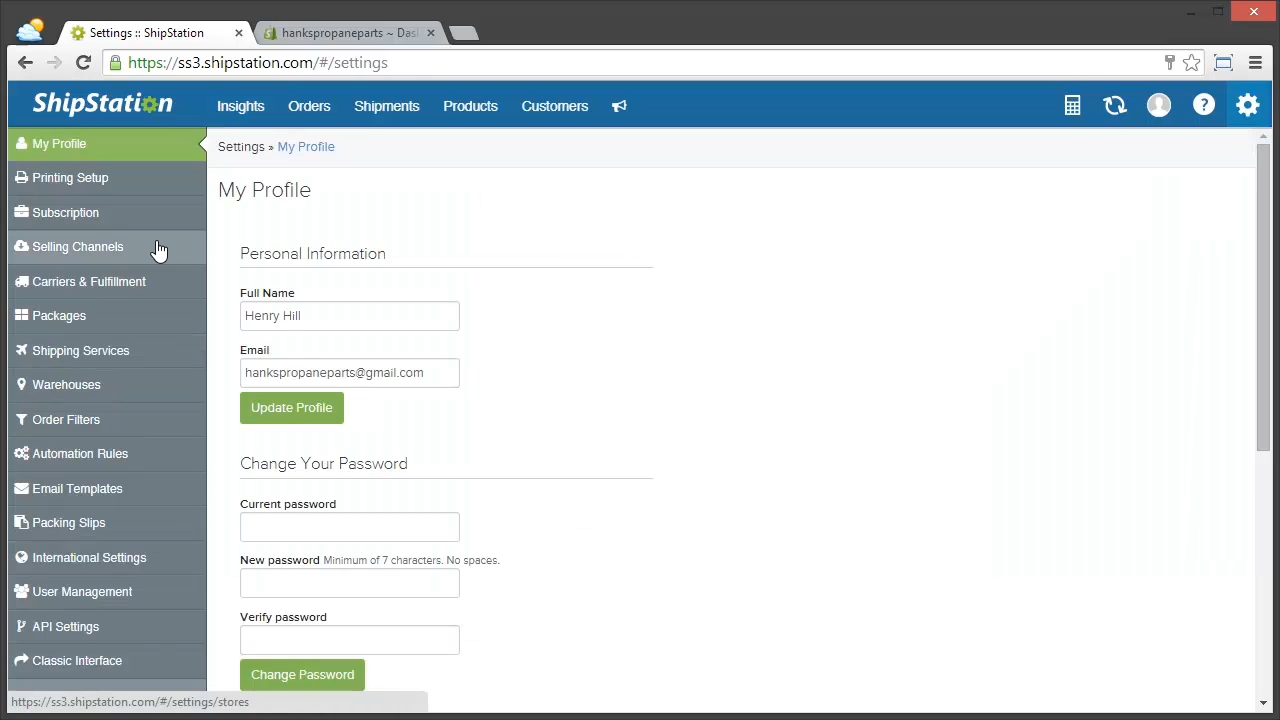 Settings :: ShipStation
hankspropaneparts ~ Das
https://ss3.shipstation.com/#/settings
ShipStation
Insights
Orders
Shipments
Products
Customers
My Profile
Printing Setup
Subscription
Selling Channels
Carriers & Fulfillment
Packages
Shipping Services
Warehouses
Order Filters
Automation Rules
Email Templates
Packing Slips
International Settings
User Management
API Settings
Classic Interface
Settings » My Profile
My Profile
Personal Information
Full Name
Henry Hill
Email
hankspropaneparts@gmail.com
Update Profile
Change Your Password
Current password
New password Minimum of 7 characters. No spaces.
Verify password
Change Password
https://ss3.shipstation.com/#/settings/stores